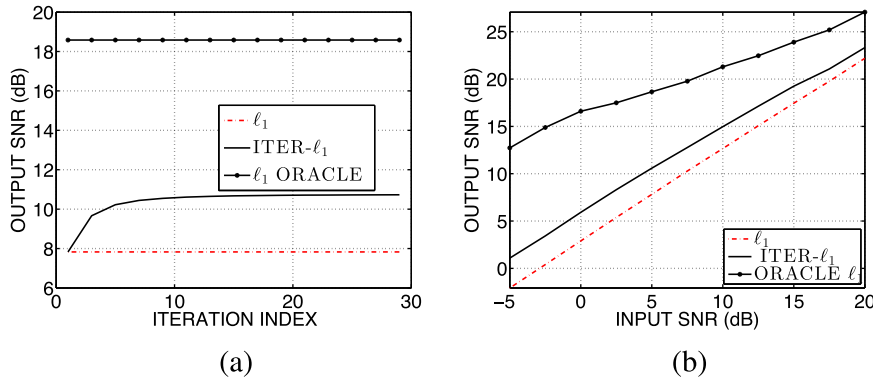 OUTPUT SNR (dB)
20
18
16
14
12
10
8
6
0
10
20
30
ITERATION INDEX
ℓ₁
ITER-ℓ₁
ℓ₁ ORACLE
(a)
OUTPUT SNR (dB)
25
20
15
10
5
0
−5
0
5
10
15
20
INPUT SNR (dB)
ℓ₁
ITER-ℓ₁
ORACLE ℓ₁
(b)